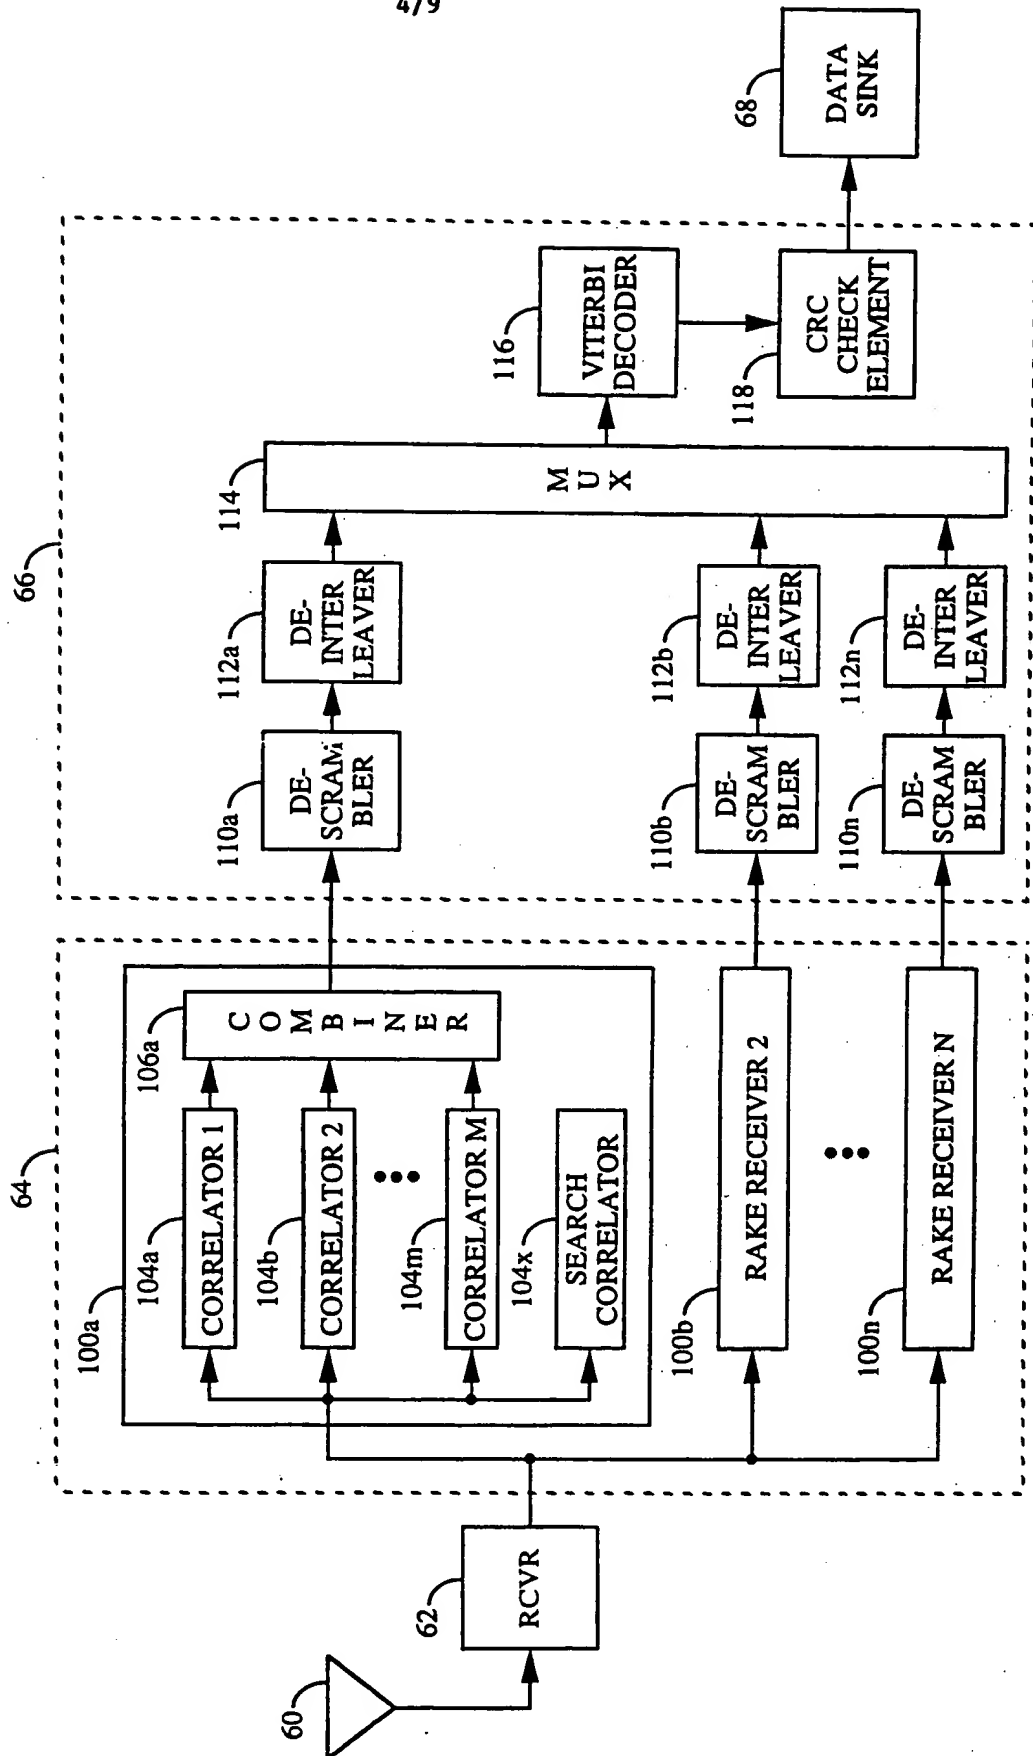 4/9
60
62
RCVR
64
100a
104a
CORRELATOR 1
104b
CORRELATOR 2
104m
CORRELATOR M
104x
SEARCH
CORRELATOR
106a
C
O
M
B
I
N
E
R
100b
RAKE RECEIVER 2
100n
RAKE RECEIVER N
66
110a
DE-
SCRAM
BLER
112a
DE-
INTER
LEAVER
110b
DE-
SCRAM
BLER
112b
DE-
INTER
LEAVER
110n
DE-
SCRAM
BLER
112n
DE-
INTER
LEAVER
114
M
U
X
116
VITERBI
DECODER
118
CRC
CHECK
ELEMENT
68
DATA
SINK